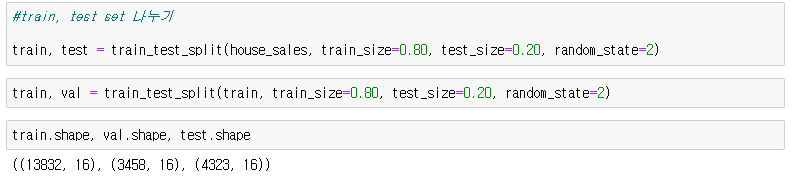 #train, test set 나누기
train, test = train_test_split(house_sales, train_size=0.80, test_size=0.20, random_state=2)
train, val = train_test_split(train, train_size=0.80, test_size=0.20, random_state=2)
train.shape, val.shape, test.shape
((13832, 16), (3458, 16), (4323, 16))